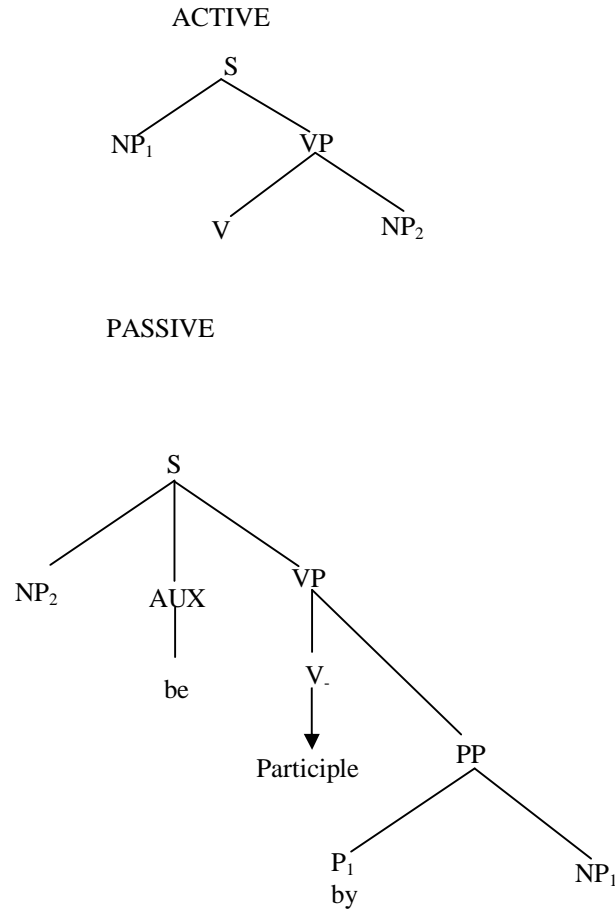 ACTIVE
S
NP₁ VP
V NP₂
PASSIVE
S
NP₂ AUX VP
be V-
Participle PP
P₁ NP₁
by